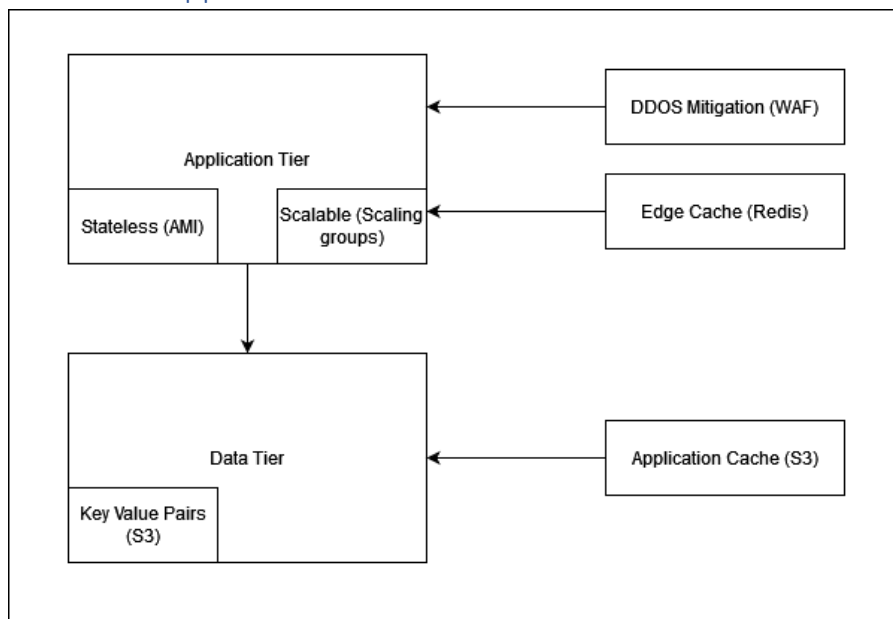 DDOS Mitigation (WAF)
Application Tier
Stateless (AMI)
Scalable (Scaling
groups)
Edge Cache (Redis)
Data Tier
Application Cache (S3)
Key Value Pairs
(S3)